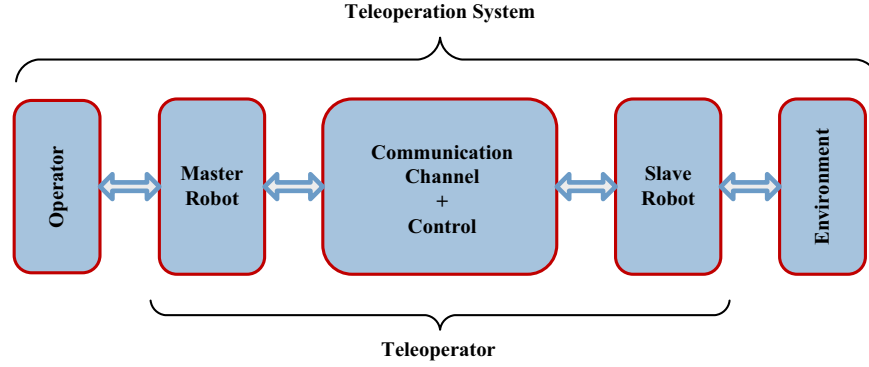 Teleoperation System
Operator
Master
Robot
Communication
Channel
+
Control
Slave
Robot
Environment
Teleoperator